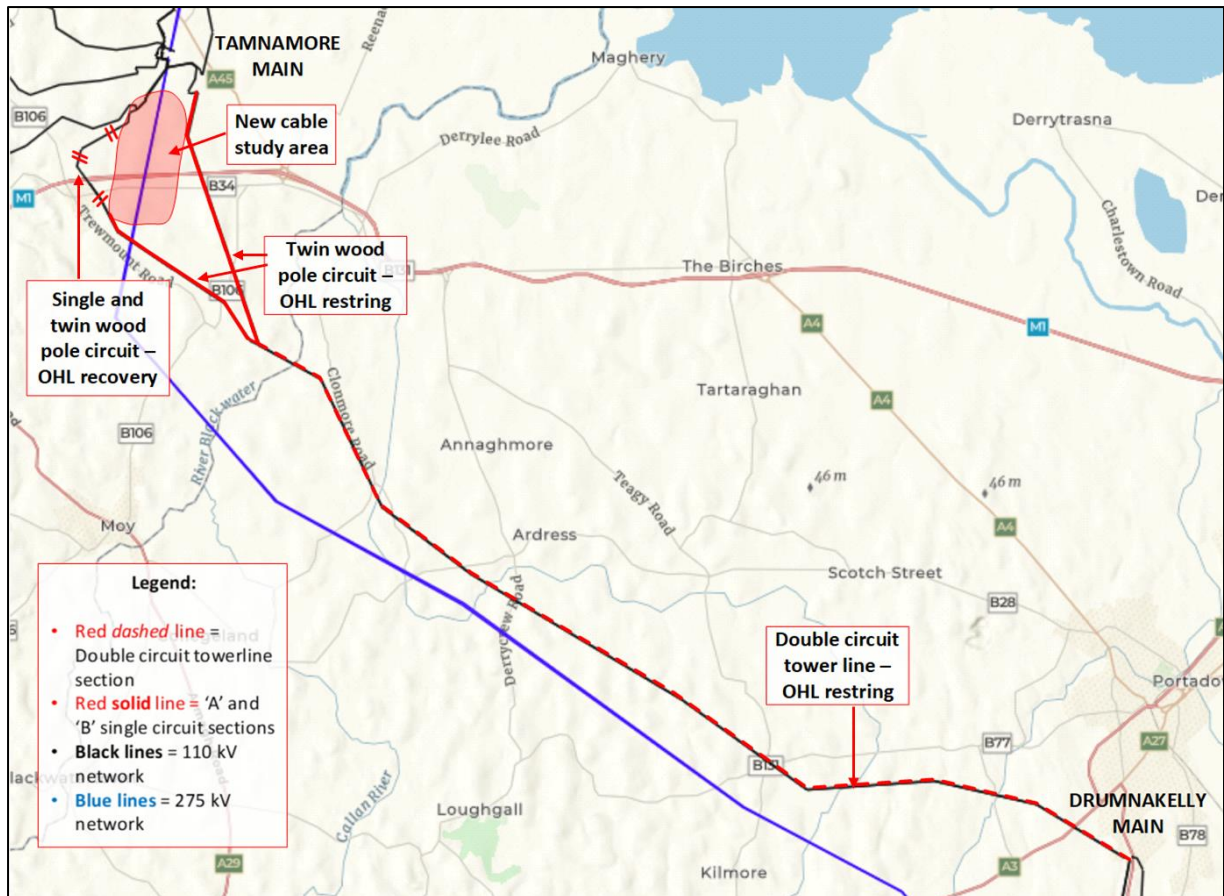 TAMNAMORE
MAIN
A45
Maghery
B106
New cable
study area
Derrylee Road
Derrytrasna
M1
B34
Trewmount Road
Twin wood
pole circuit –
OHL restring
B131
The Birches
Charlestown Road
B106
Single and
twin wood
pole circuit –
OHL recovery
A4
M1
Clonmore Road
Tartaraghan
A4
River Blackwater
B106
Annaghmore
Teagy Road
46 m
46 m
A4
Moy
Ardress
Scotch Street
B28
Legend:
• Red dashed line =
Double circuit towerline
section
• Red solid line = ‘A’ and
‘B’ single circuit sections
• Black lines = 110 kV
network
• Blue lines = 275 kV
network
Derrycrew Road
Double circuit
tower line –
OHL restring
Portado
B77
A27
B131
Callan River
Loughgall
DRUMNAKELLY
MAIN
B78
A29
Kilmore
A3